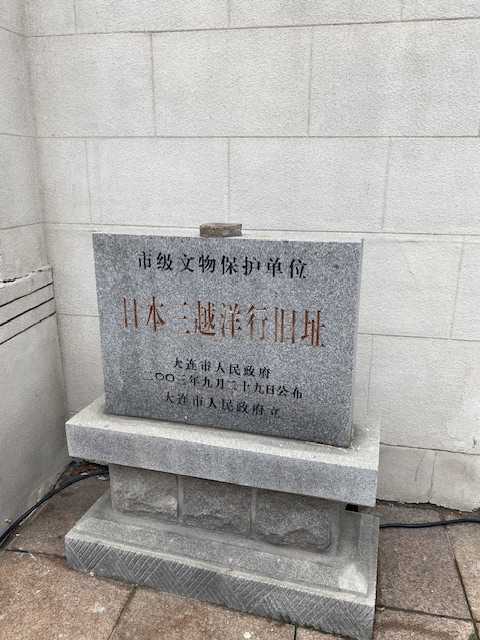 市级文物保护单位
日本三越洋行旧址
大连市人民政府
二〇〇二年九月二十九日公布
大连市人民政府立